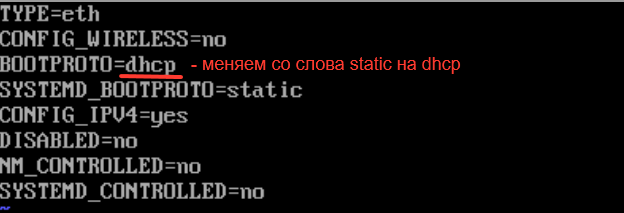 TYPE=eth
CONFIG_WIRELESS=no
BOOTPROTO=dhcp - меняем со слова static на dhcp
SYSTEMD_BOOTPROTO=static
CONFIG_IPV4=yes
DISABLED=no
NM_CONTROLLED=no
SYSTEMD_CONTROLLED=no
~